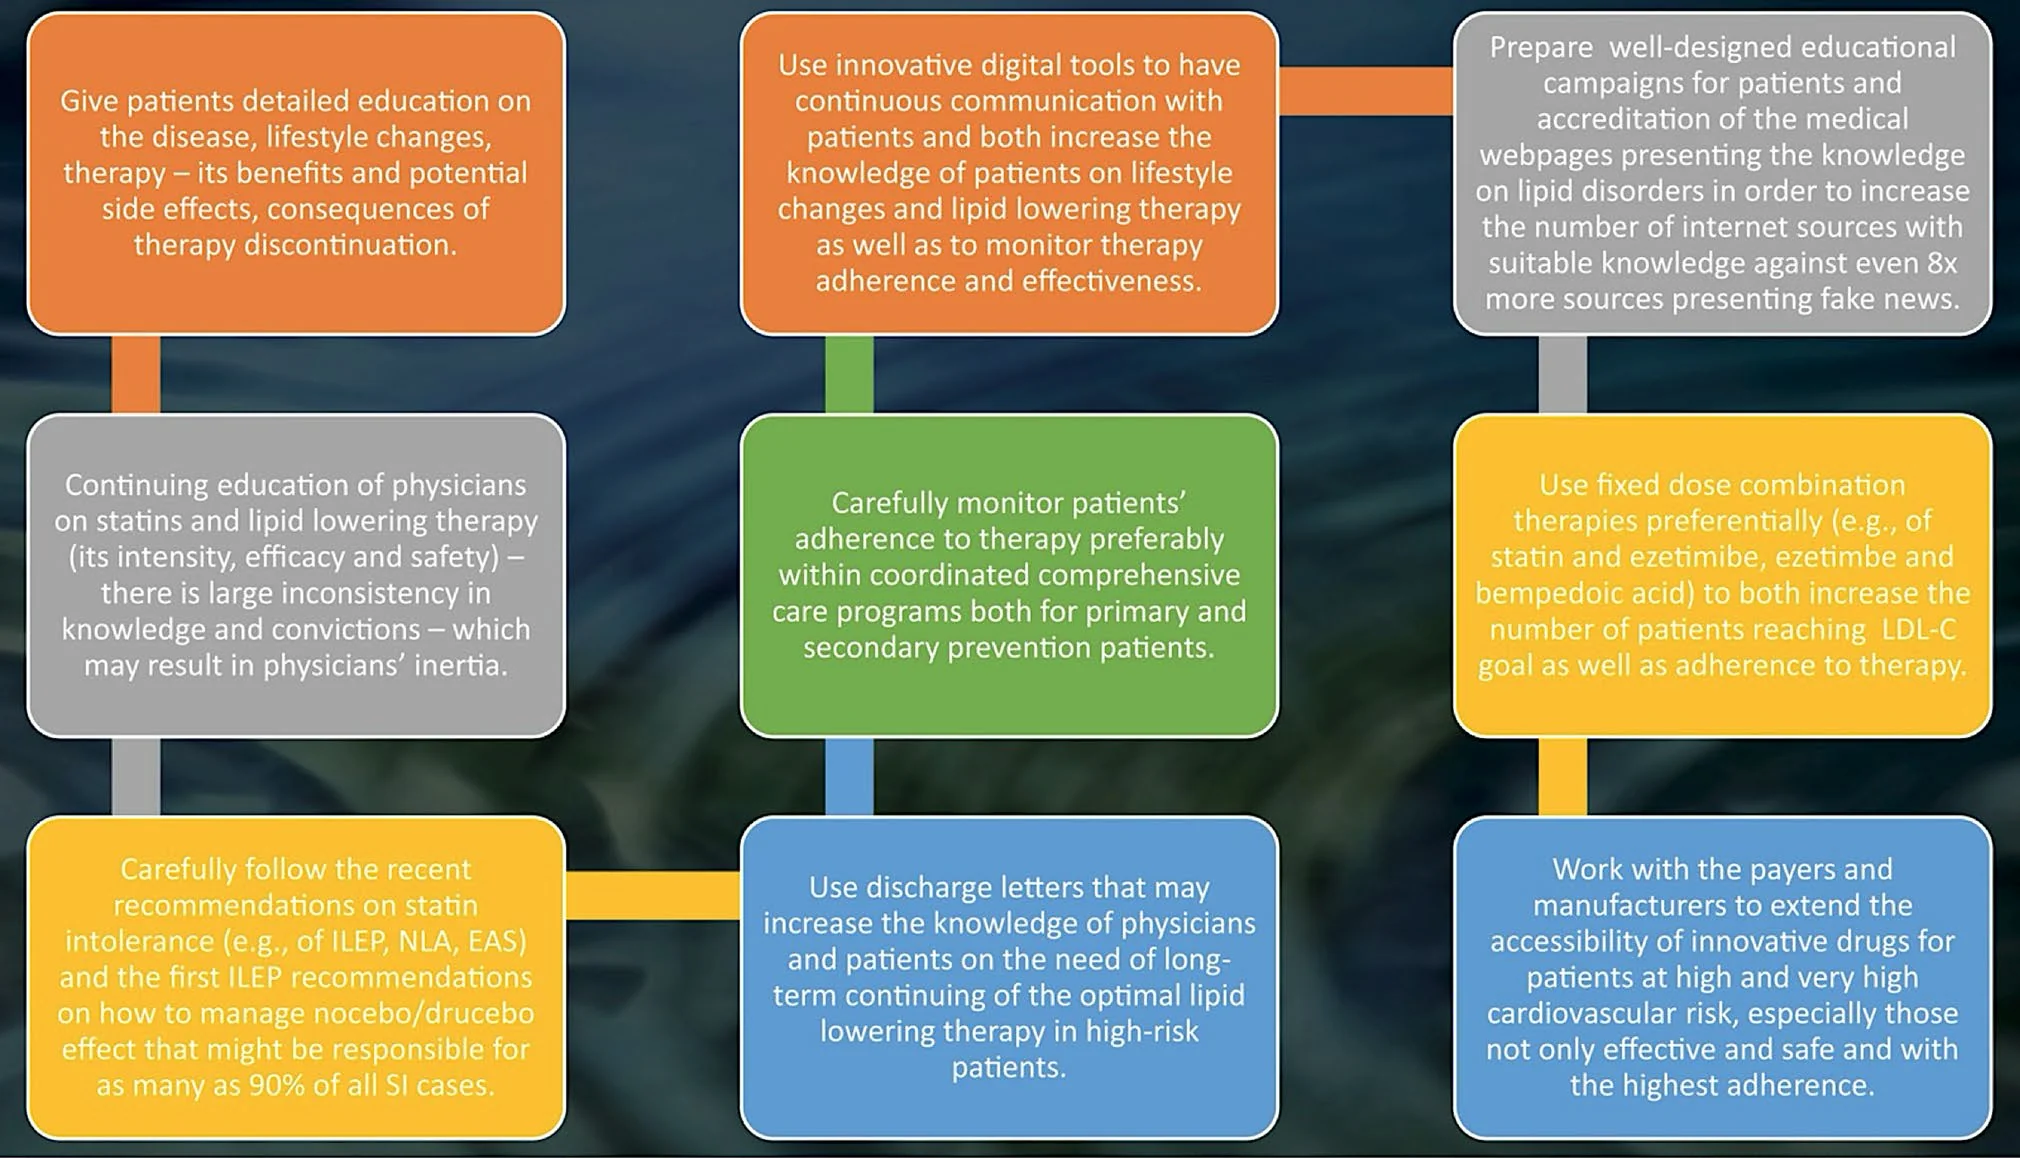 Give patients detailed education on
the disease, lifestyle changes,
therapy – its benefits and potential
side effects, consequences of
therapy discontinuation.
Continuing education of physicians
on statins and lipid lowering therapy
(its intensity, efficacy and safety) –
there is large inconsistency in
knowledge and convictions – which
may result in physicians’ inertia.
Carefully follow the recent
recommendations on statin
intolerance (e.g., of ILEP, NLA, EAS)
and the first ILEP recommendations
on how to manage nocebo/drucebo
effect that might be responsible for
as many as 90% of all SI cases.
Use discharge letters that may
increase the knowledge of physicians
and patients on the need of long-
term continuing of the optimal lipid
lowering therapy in high-risk
patients.
Carefully monitor patients’
adherence to therapy preferably
within coordinated comprehensive
care programs both for primary and
secondary prevention patients.
Use innovative digital tools to have
continuous communication with
patients and both increase the
knowledge of patients on lifestyle
changes and lipid lowering therapy
as well as to monitor therapy
adherence and effectiveness.
Prepare well-designed educational
campaigns for patients and
accreditation of the medical
webpages presenting the knowledge
on lipid disorders in order to increase
the number of internet sources with
suitable knowledge against even 8x
more sources presenting fake news.
Use fixed dose combination
therapies preferentially (e.g., of
statin and ezetimibe, ezetimbe and
bempedoic acid) to both increase the
number of patients reaching LDL-C
goal as well as adherence to therapy.
Work with the payers and
manufacturers to extend the
accessibility of innovative drugs for
patients at high and very high
cardiovascular risk, especially those
not only effective and safe and with
the highest adherence.